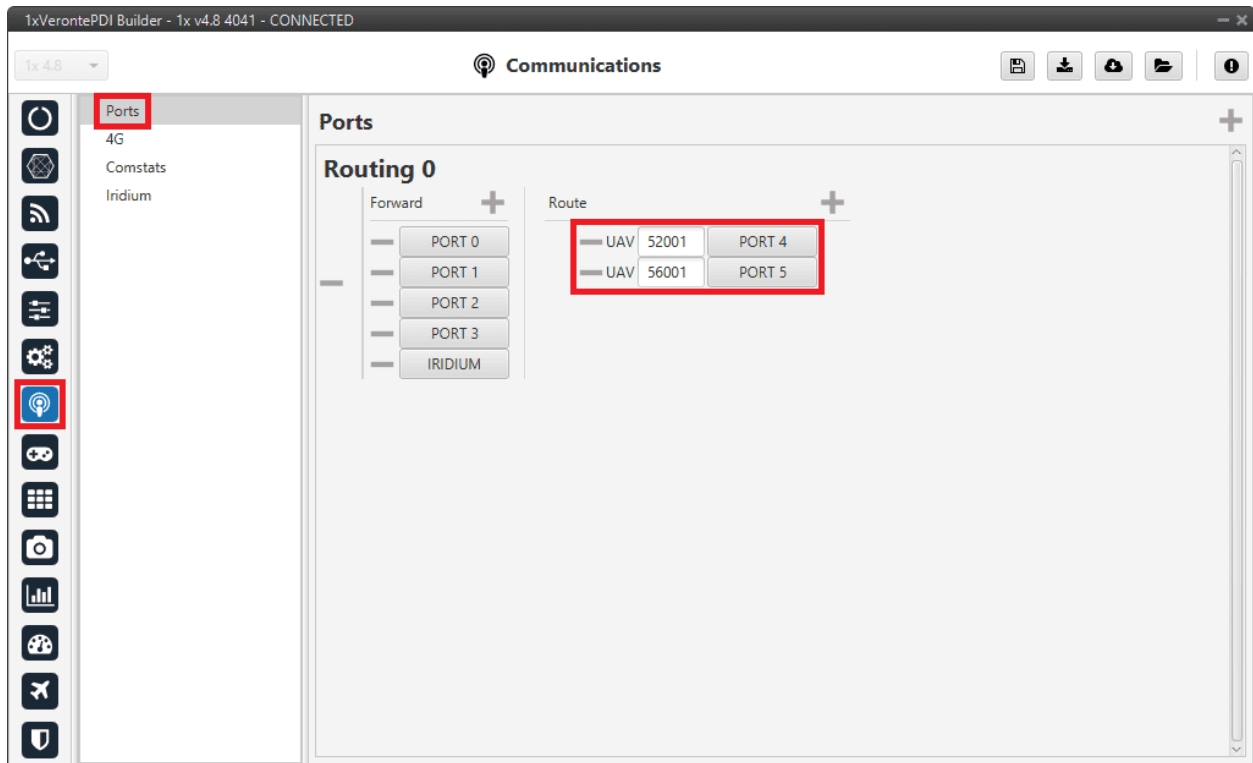 1xVerontePDI Builder - 1x v4.8 4041 - CONNECTED
1x 4.8
Communications
Ports
4G
Comstats
Iridium
Ports
Routing 0
Forward
Route
PORT 0
UAV 52001 PORT 4
PORT 1
UAV 56001 PORT 5
PORT 2
PORT 3
IRIDIUM